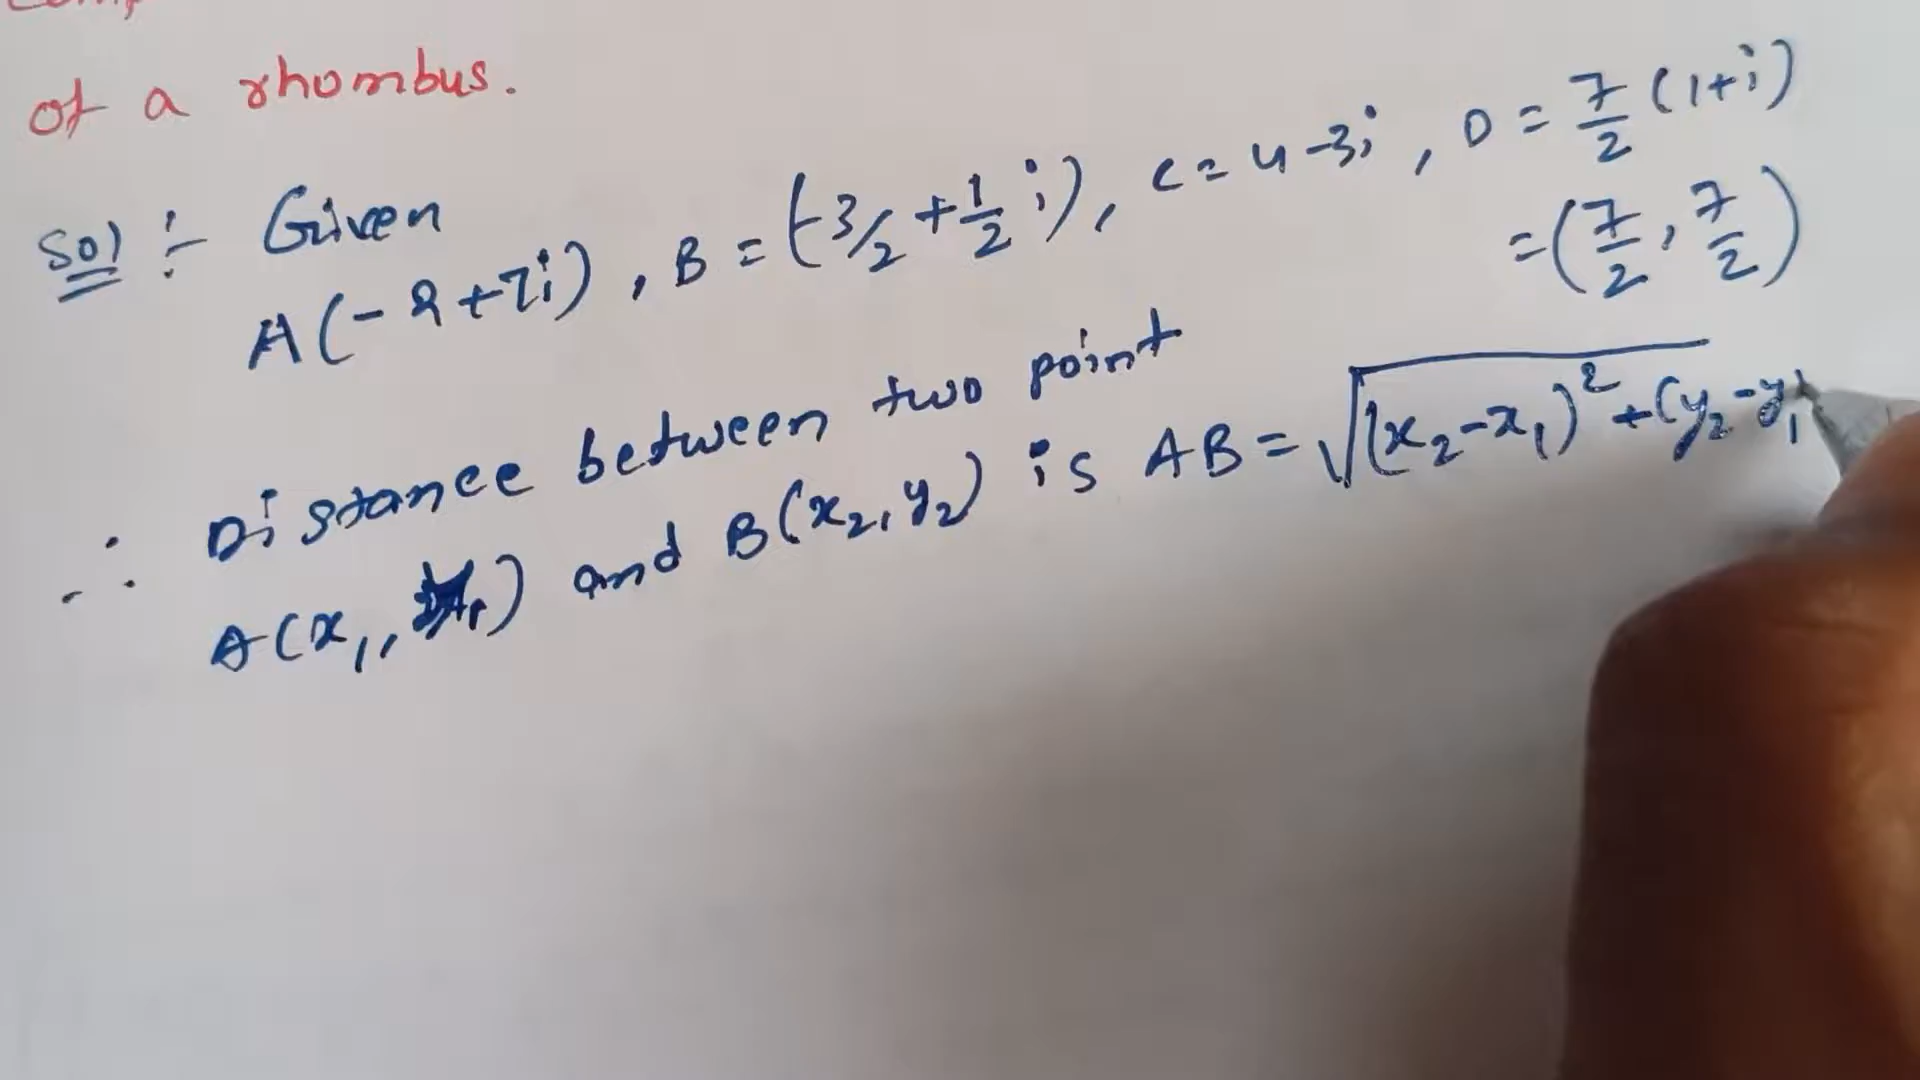 of a rhombus.
Sol :- Given
A(-2+7i), B = (-3/2 + 1/2 i), C = 4-3i, D = 7/2 (1+i)
= (7/2, 7/2)
∴ Distance between two point
A(x₁, y₁) and B(x₂, y₂) is AB = √(x₂-x₁)² + (y₂-y₁